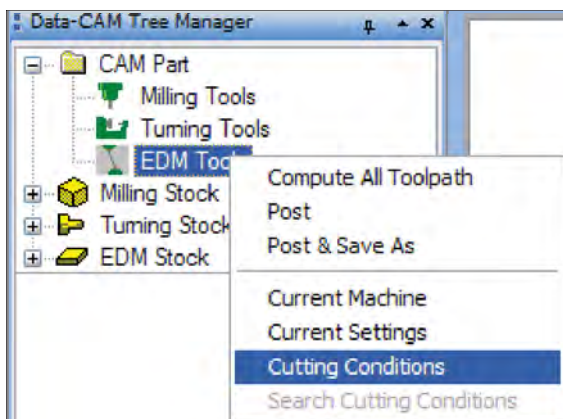 Data-CAM Tree Manager
CAM Part
Milling Tools
Turning Tools
EDM Tool
Milling Stock
Turning Stock
EDM Stock
Compute All Toolpath
Post
Post & Save As
Current Machine
Current Settings
Cutting Conditions
Search Cutting Conditions